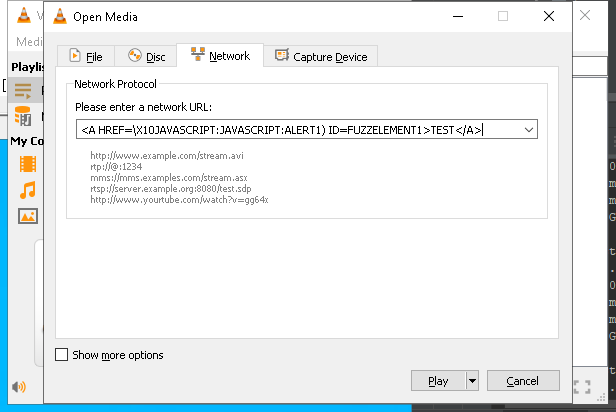 Open Media
Medi
Playlis
My Co
File
Disc
Network
Capture Device
Network Protocol
Please enter a network URL:
<A HREF=\X10JAVASCRIPT:JAVASCRIPT:ALERT1) ID=FUZZELEMENT1>TEST</A>
http://www.example.com/stream.avi
rtp://@:1234
mms://mms.examples.com/stream.asx
rtsp://server.example.org:8080/test.sdp
http://www.yourtube.com/watch?v=gg64x
Show more options
Play
Cancel